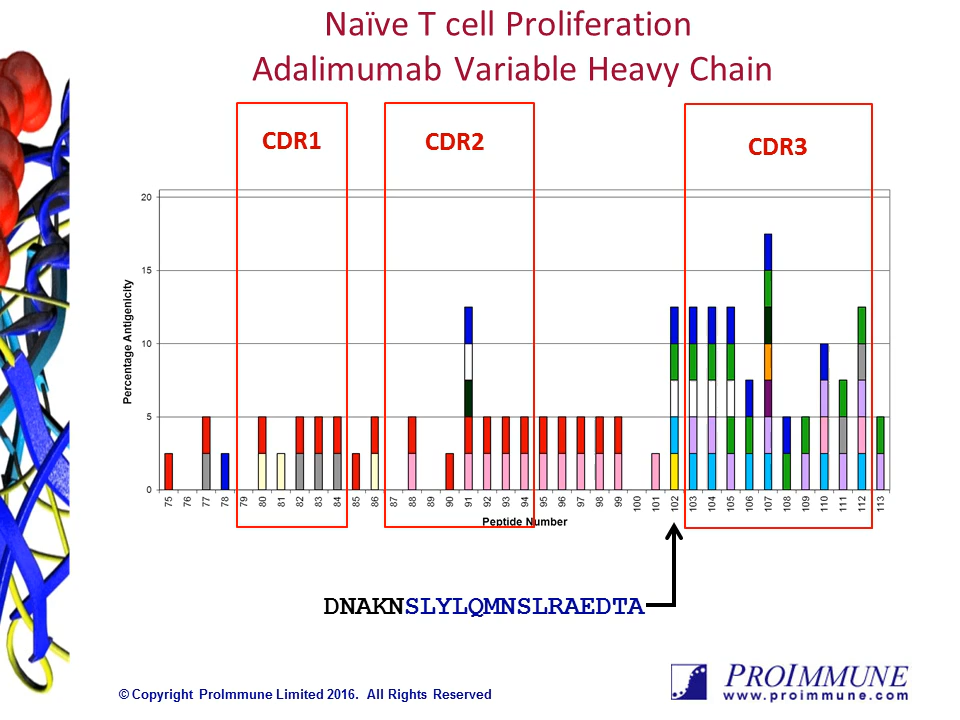 Naïve T cell Proliferation
Adalimumab Variable Heavy Chain
CDR1
CDR2
CDR3
Percentage Antigenicity
20
15
10
5
0
75 76 77 78 79 80 81 82 83 84 85 86 87 88 89 90 91 92 93 94 95 96 97 98 99 100 101 102 103 104 105 106 107 108 109 110 111 112 113
Peptide Number
DNAKNSLYLQMNSLRAEDTA
© Copyright ProImmune Limited 2016. All Rights Reserved
PROIMMUNE
www.proimmune.com